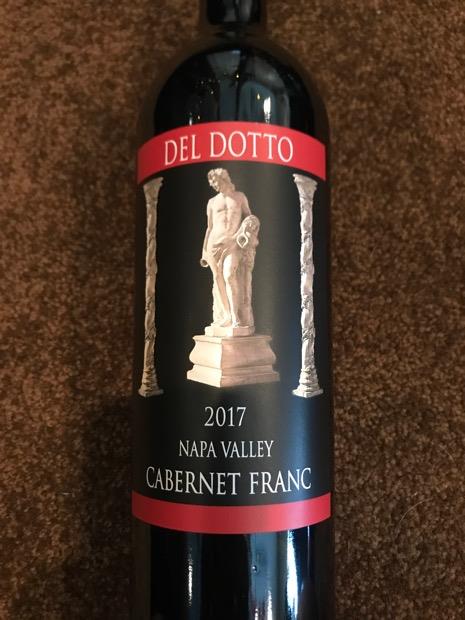 DEL DOTTO
2017
NAPA VALLEY
CABERNET FRANC